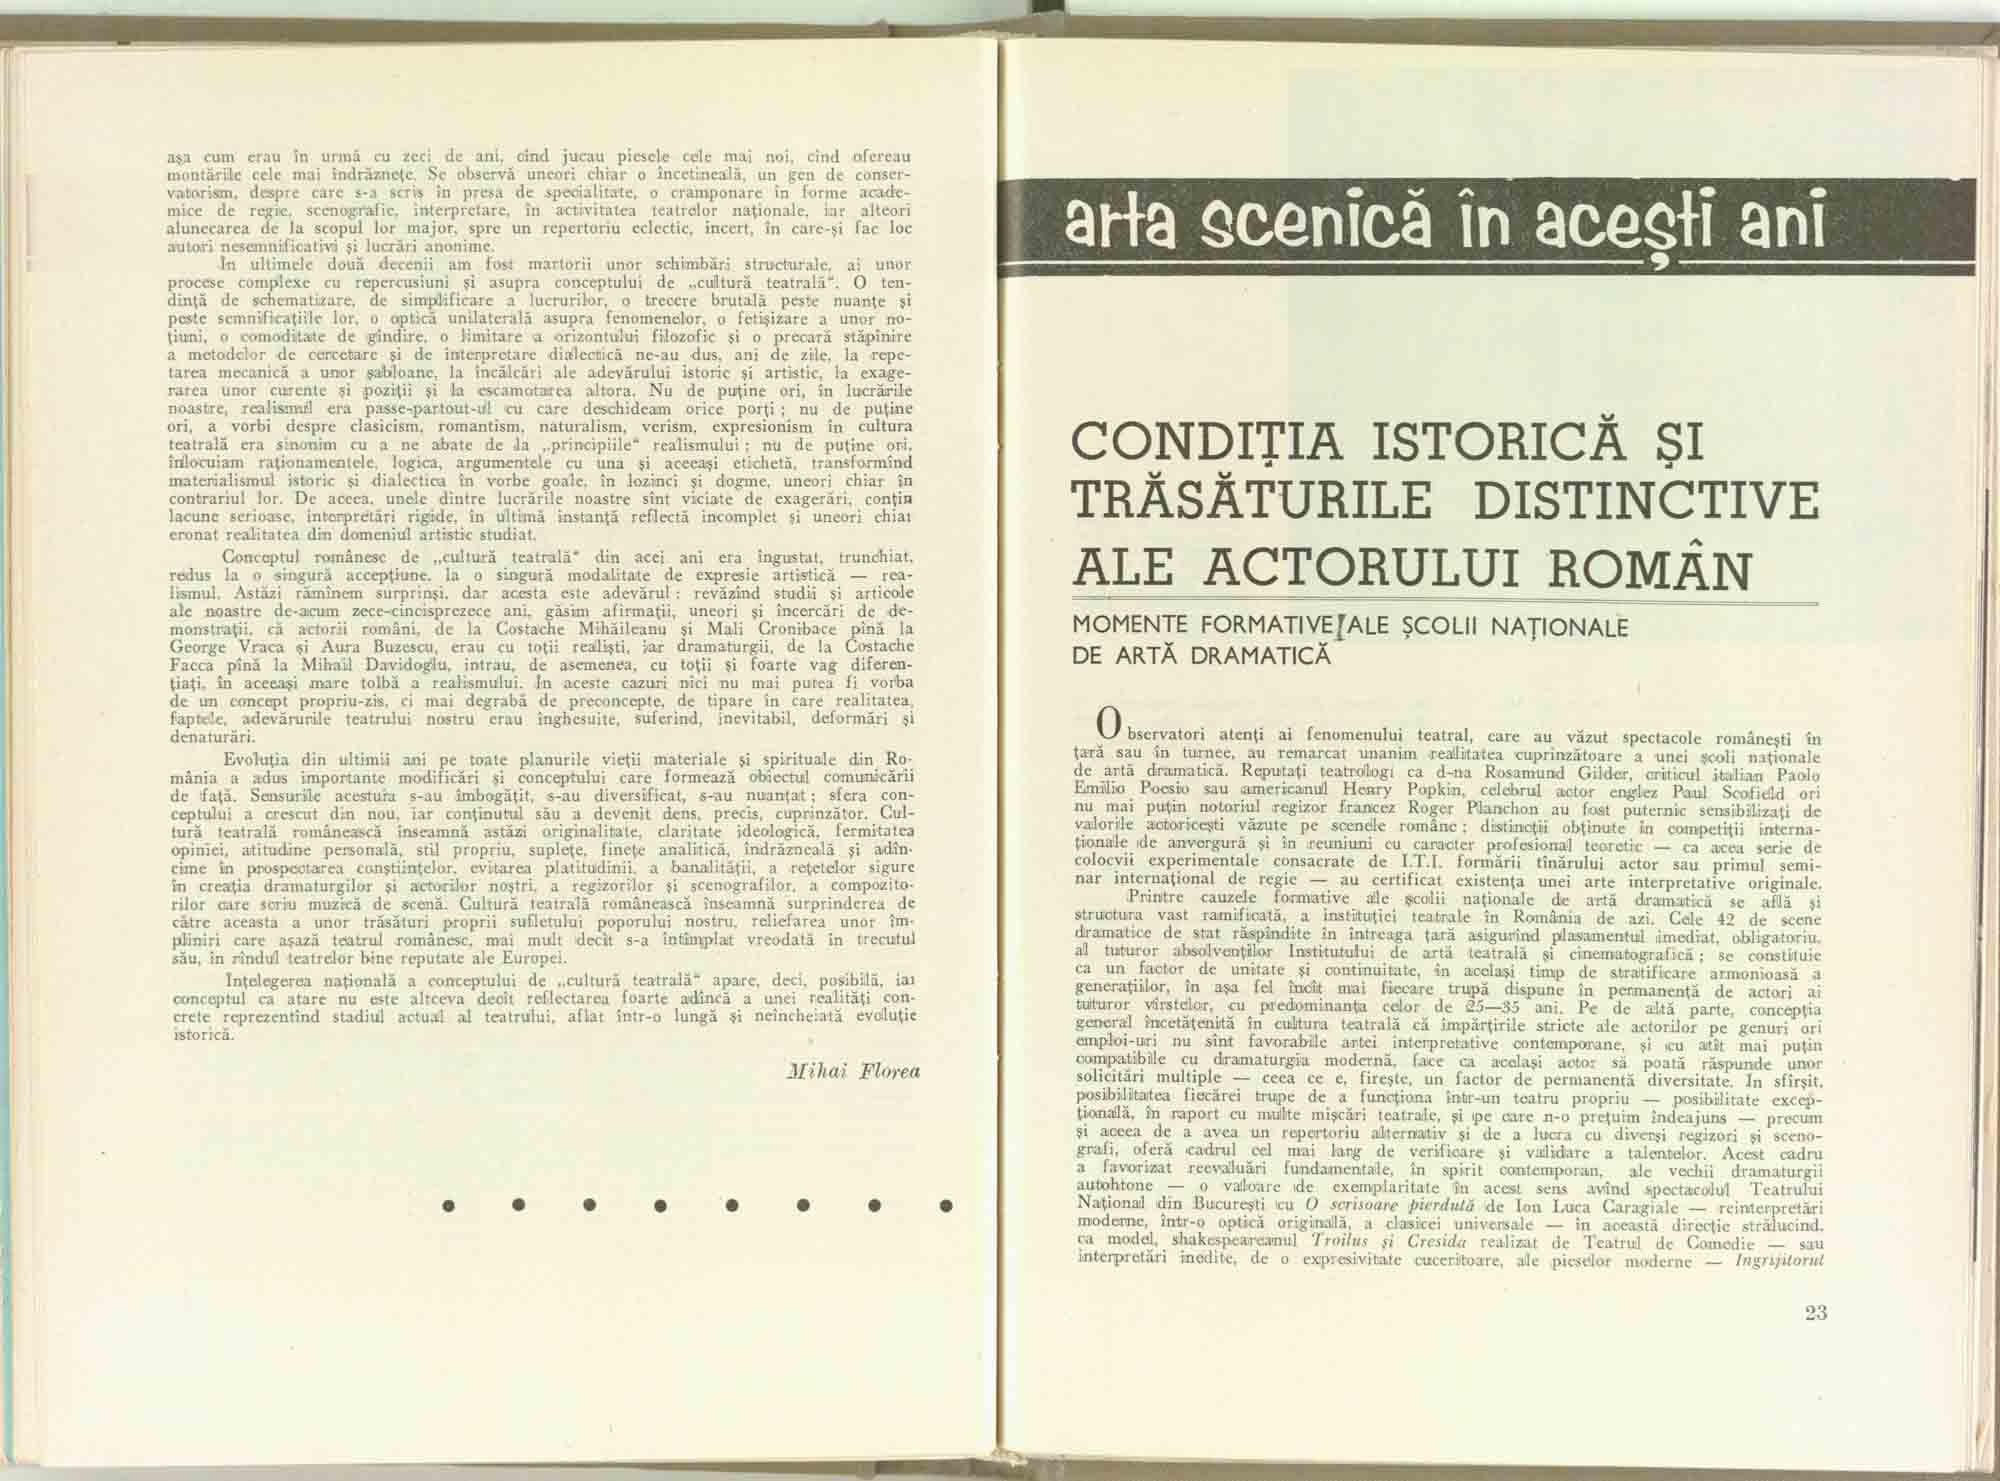 așa cum erau în urmă cu zeci de ani, cînd jucau piesele cele mai noi, cînd ofereau
montările cele mai îndrăznețe. Se observă uneori chiar o încetineală, un gen de conser-
vatorism, despre care s-a scris în presa de specialitate, o cramponare în forme acade-
mice de regie, scenografie, interpretare, în activitatea teatrelor naționale, iar alteori
alunecarea de la scopul lor major, spre un repertoriu eclectic, incert, în care-și fac loc
autori nesemnificativi și lucrări anonime.
In ultimele două decenii am fost martorii unor schimbări structurale, ai unor
procese complexe cu repercusiuni și asupra conceptului de „cultură teatrală“. O ten-
dință de schematizare, de simplificare a lucrurilor, o trecere brutală peste nuanțe și
peste semnificațiile lor, o optică unilaterală asupra fenomenelor, o fetișizare a unor no-
țiuni, o comoditate de gîndire, o limitare a orizontului filozofic și o precară stăpînire
a metodelor de cercetare și de interpretare dialectică ne-au dus, ani de zile, la repe-
tarea mecanică a unor șabloane, la încălcări ale adevărului istoric și artistic, la exage-
rarea unor curente și poziții și la escamotarea altora. Nu de puține ori, în lucrările
noastre, realismul era passe-partout-ul cu care deschideam orice porți ; nu de puține
ori, a vorbi despre clasicism, romantism, naturalism, verism, expresionism în cultura
teatrală era sinonim cu a ne abate de la „principiile“ realismului ; nu de puține ori,
înlocuiam raționamentele, logica, argumentele cu una și aceeași etichetă, transformînd
materialismul istoric și dialectica în vorbe goale, în lozinci și dogme, uneori chiar în
contrariul lor. De aceea, unele dintre lucrările noastre sînt viciate de exagerări, conțin
lacune serioase, interpretări rigide, în ultimă instanță reflectă incomplet și uneori chiar
eronat realitatea din domeniul artistic studiat.
Conceptul românesc de „cultură teatrală“ din acei ani era îngustat, trunchiat,
redus la o singură accepțiune, la o singură modalitate de expresie artistică — rea-
lismul. Astăzi rămînem surprinși, dar acesta este adevărul : revăzînd studii și articole
ale noastre de-acum zece-cincisprezece ani, găsim afirmații, uneori și încercări de de-
monstrații, că actorii români, de la Costache Mihăileanu și Mali Cronibace pînă la
George Vraca și Aura Buzescu, erau cu toții realiști, iar dramaturgii, de la Costache
Facca pînă la Mihail Davidoglu, intrau, de asemenea, cu toții și foarte vag diferen-
țiați, în aceeași mare tolbă a realismului. In aceste cazuri nici nu mai putea fi vorba
de un concept propriu-zis, ci mai degrabă de preconcepte, de tipare în care realitatea,
faptele, adevărurile teatrului nostru erau înghesuite, suferind, inevitabil, deformări și
denaturări.
Evoluția din ultimii ani pe toate planurile vieții materiale și spirituale din Ro-
mânia a adus importante modificări și conceptului care formează obiectul comunicării
de față. Sensurile acestuia s-au îmbogățit, s-au diversificat, s-au nuanțat ; sfera con-
ceptului a crescut din nou, iar conținutul său a devenit dens, precis, cuprinzător. Cul-
tură teatrală românească înseamnă astăzi originalitate, claritate ideologică, fermitatea
opiniei, atitudine personală, stil propriu, suplețe, finețe analitică, îndrăzneală și adîn-
cime în prospectarea conștiințelor, evitarea platitudinii, a banalității, a rețetelor sigure
în creația dramaturgilor și actorilor noștri, a regizorilor și scenografilor, a compozito-
rilor care scriu muzică de scenă. Cultură teatrală românească înseamnă surprinderea de
către aceasta a unor trăsături proprii sufletului poporului nostru, reliefarea unor îm-
pliniri care așază teatrul românesc, mai mult decît s-a întîmplat vreodată în trecutul
său, în rîndul teatrelor bine reputate ale Europei.
Ințelegerea națională a conceptului de „cultură teatrală“ apare, deci, posibilă, iar
conceptul ca atare nu este altceva decît reflectarea foarte adîncă a unei realități con-
crete reprezentînd stadiul actual al teatrului, aflat într-o lungă și neîncheiată evoluție
istorică.
Mihai Florea
arta scenică în acești ani
CONDIȚIA ISTORICĂ ȘI
TRĂSĂTURILE DISTINCTIVE
ALE ACTORULUI ROMÂN
MOMENTE FORMATIVE ALE ȘCOLII NAȚIONALE
DE ARTĂ DRAMATICĂ
Observatori atenți ai fenomenului teatral, care au văzut spectacole românești în
țară sau în turnee, au remarcat unanim realitatea cuprinzătoare a unei școli naționale
de artă dramatică. Reputați teatrologi ca d-na Rosamund Gilder, criticul italian Paolo
Emilio Poesio sau americanul Henry Popkin, celebrul actor englez Paul Scofield ori
nu mai puțin notoriul regizor francez Roger Planchon au fost puternic sensibilizați de
valorile actoricești văzute pe scenele române ; distincții obținute în competiții interna-
ționale de anvergură și în reuniuni cu caracter profesional teoretic — ca acea serie de
colocvii experimentale consacrate de I.T.I. formării tînărului actor sau primul semi-
nar internațional de regie — au certificat existența unei arte interpretative originale.
Printre cauzele formative ale școlii naționale de artă dramatică se află și
structura vast ramificată, a instituției teatrale în România de azi. Cele 42 de scene
dramatice de stat răspîndite în întreaga țară asigurînd plasamentul imediat, obligatoriu,
al tuturor absolvenților Institutului de artă teatrală și cinematografică ; se constituie
ca un factor de unitate și continuitate, în același timp de stratificare armonioasă a
generațiilor, în așa fel încît mai fiecare trupă dispune în permanență de actori ai
tuturor vîrstelor, cu predominanța celor de 25—35 ani. Pe de altă parte, concepția
general încetățenită în cultura teatrală că împărțirile stricte ale actorilor pe genuri ori
emploi-uri nu sînt favorabile artei interpretative contemporane, și cu atît mai puțin
compatibile cu dramaturgia modernă, face ca același actor să poată răspunde unor
solicitări multiple — ceea ce e, firește, un factor de permanentă diversitate. In sfîrșit,
posibilitatea fiecărei trupe de a funcționa într-un teatru propriu — posibilitate excep-
țională, în raport cu multe mișcări teatrale, și pe care n-o prețuim îndeajuns — precum
și aceea de a avea un repertoriu alternativ și de a lucra cu diverși regizori și sceno-
grafi, oferă cadrul cel mai larg de verificare și validare a talentelor. Acest cadru
a favorizat reevaluări fundamentale, în spirit contemporan, ale vechii dramaturgii
autohtone — o valoare de exemplaritate în acest sens avînd spectacolul Teatrului
Național din București cu O scrisoare pierdută de Ion Luca Caragiale — reinterpretări
moderne, într-o optică originală, a clasicei universale — în această direcție strălucind,
ca model, shakespeareanul Troilus și Cresida realizat de Teatrul de Comedie — sau
interpretări inedite, de o expresivitate cuceritoare, ale pieselor moderne — Ingrijitorul
23